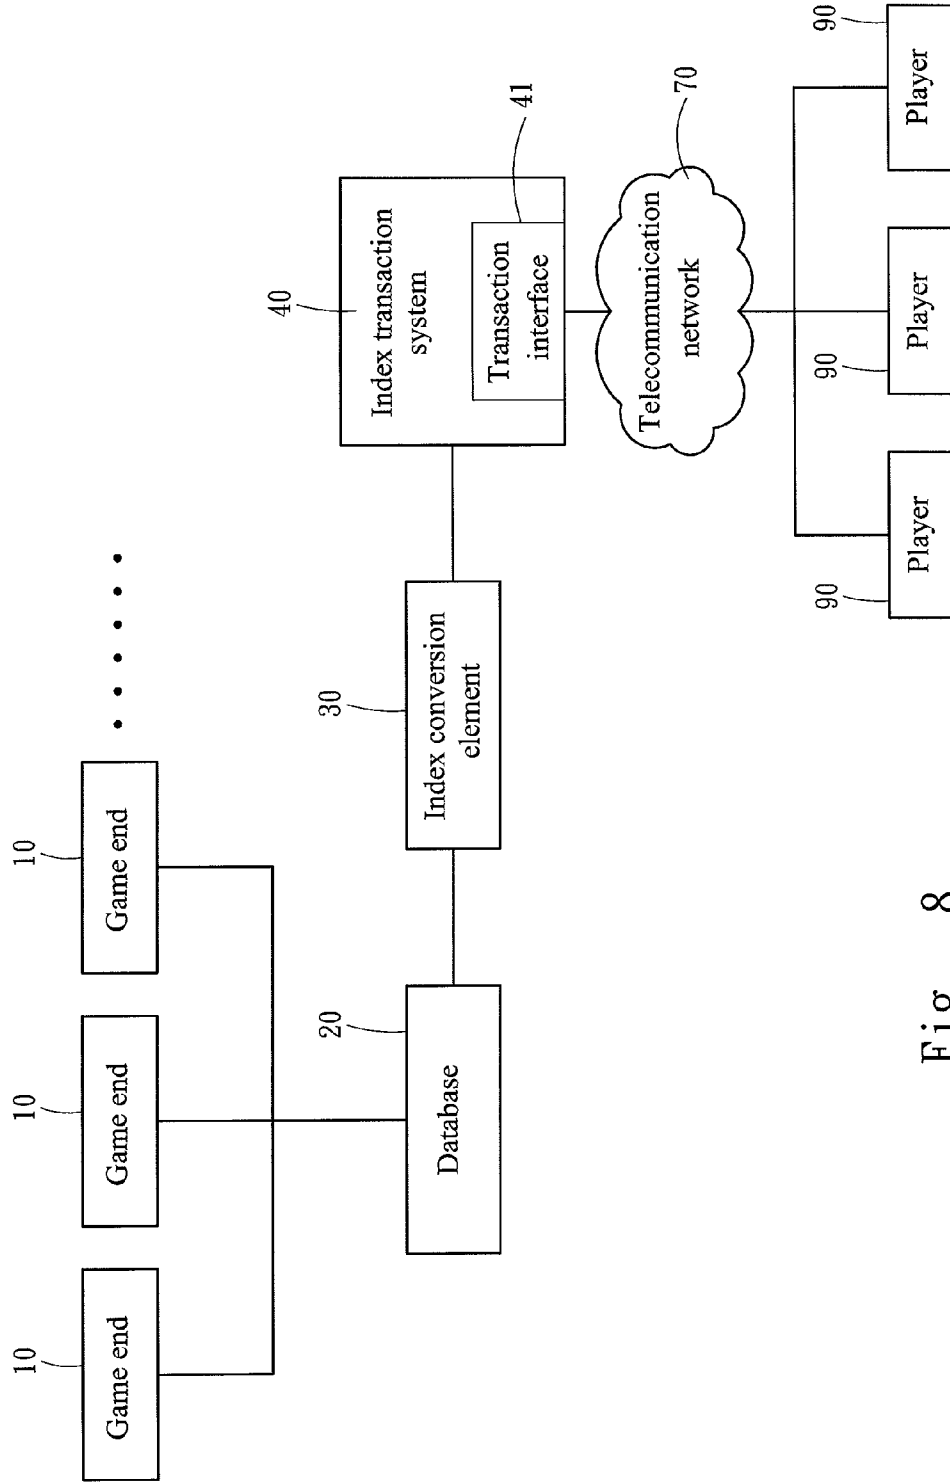 10
10
10
Game end
Game end
Game end
20
30
40
Database
Index conversion
element
Index transaction
system
Transaction
interface
41
Telecommunication
network
70
90
90
90
Player
Player
Player
Fig. 8